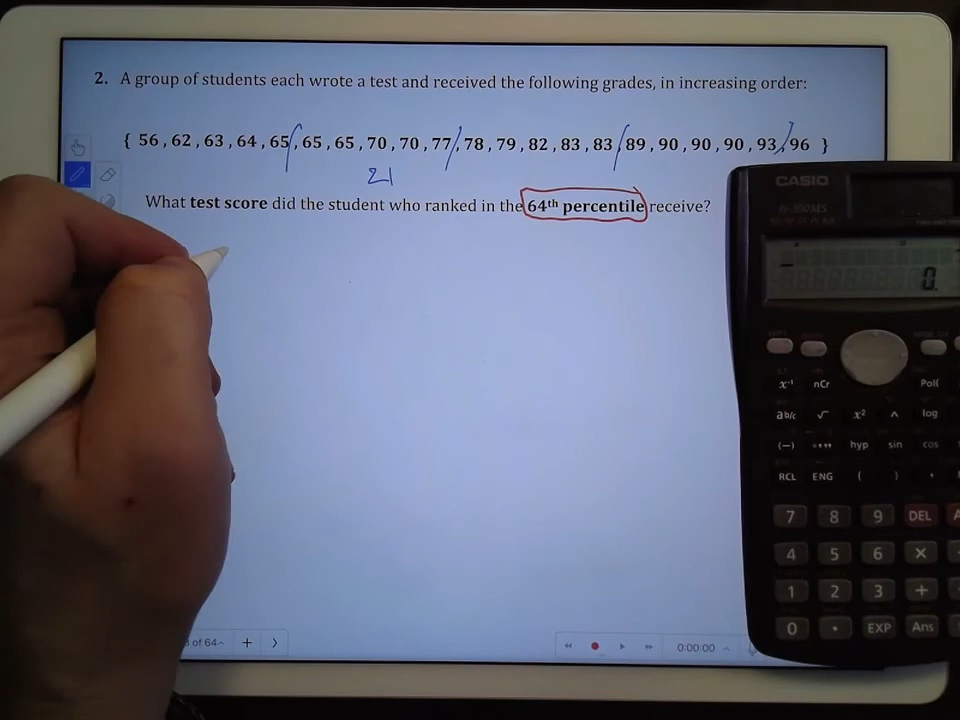 2. A group of students each wrote a test and received the following grades, in increasing order:
{ 56 , 62 , 63 , 64 , 65 , 65 , 65 , 70 , 70 , 77 , 78 , 79 , 82 , 83 , 83 , 89 , 90 , 90 , 90 , 93 , 96 }
21
What test score did the student who ranked in the 64th percentile receive?
CASIO
0.
x⁻¹ nCr Pol(
ab/c √ x² ^ log
(−) °,,, hyp sin cos
RCL ENG ( )
7 8 9 DEL
4 5 6 ×
1 2 3 +
0 . EXP Ans
of 64 + >
0:00:00